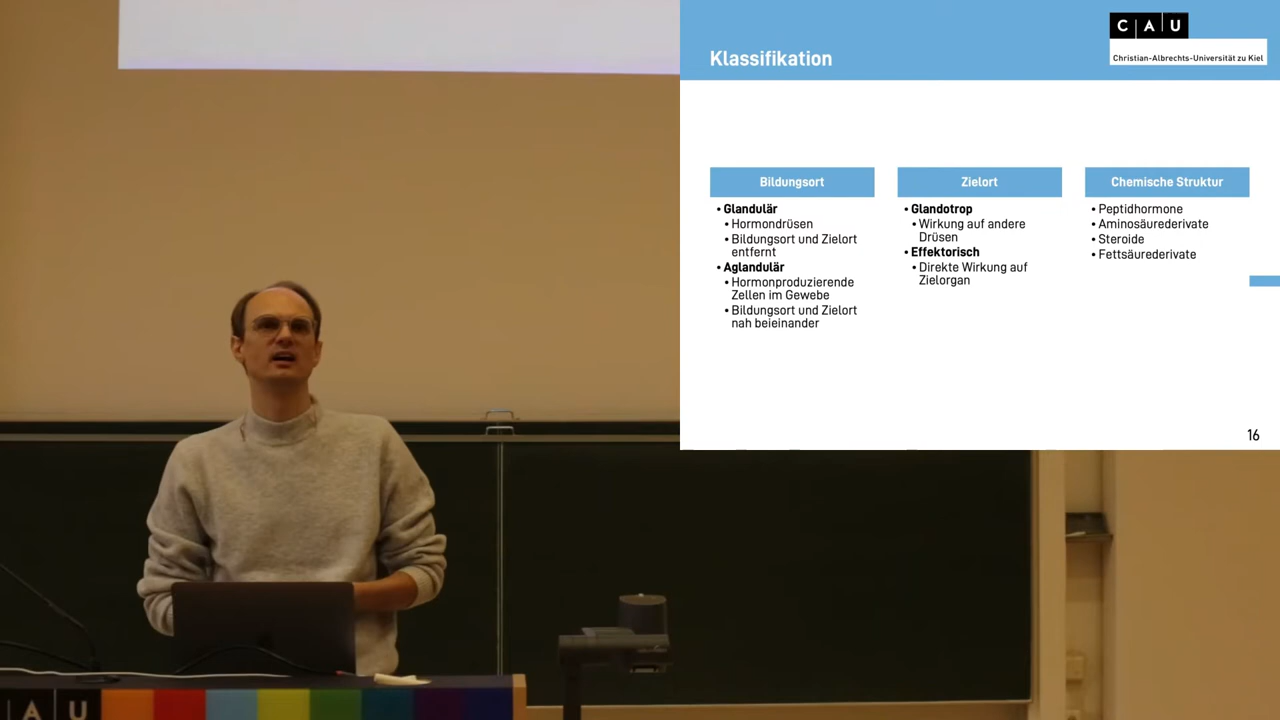 Klassifikation
C A U
Christian-Albrechts-Universität zu Kiel
Bildungsort
• Glandulär
• Hormondrüsen
• Bildungsort und Zielort
entfernt
• Aglandulär
• Hormonproduzierende
Zellen im Gewebe
• Bildungsort und Zielort
nah beieinander
Zielort
• Glandotrop
• Wirkung auf andere
Drüsen
• Effektorisch
• Direkte Wirkung auf
Zielorgan
Chemische Struktur
• Peptidhormone
• Aminosäurederivate
• Steroide
• Fettsäurederivate
16
A U